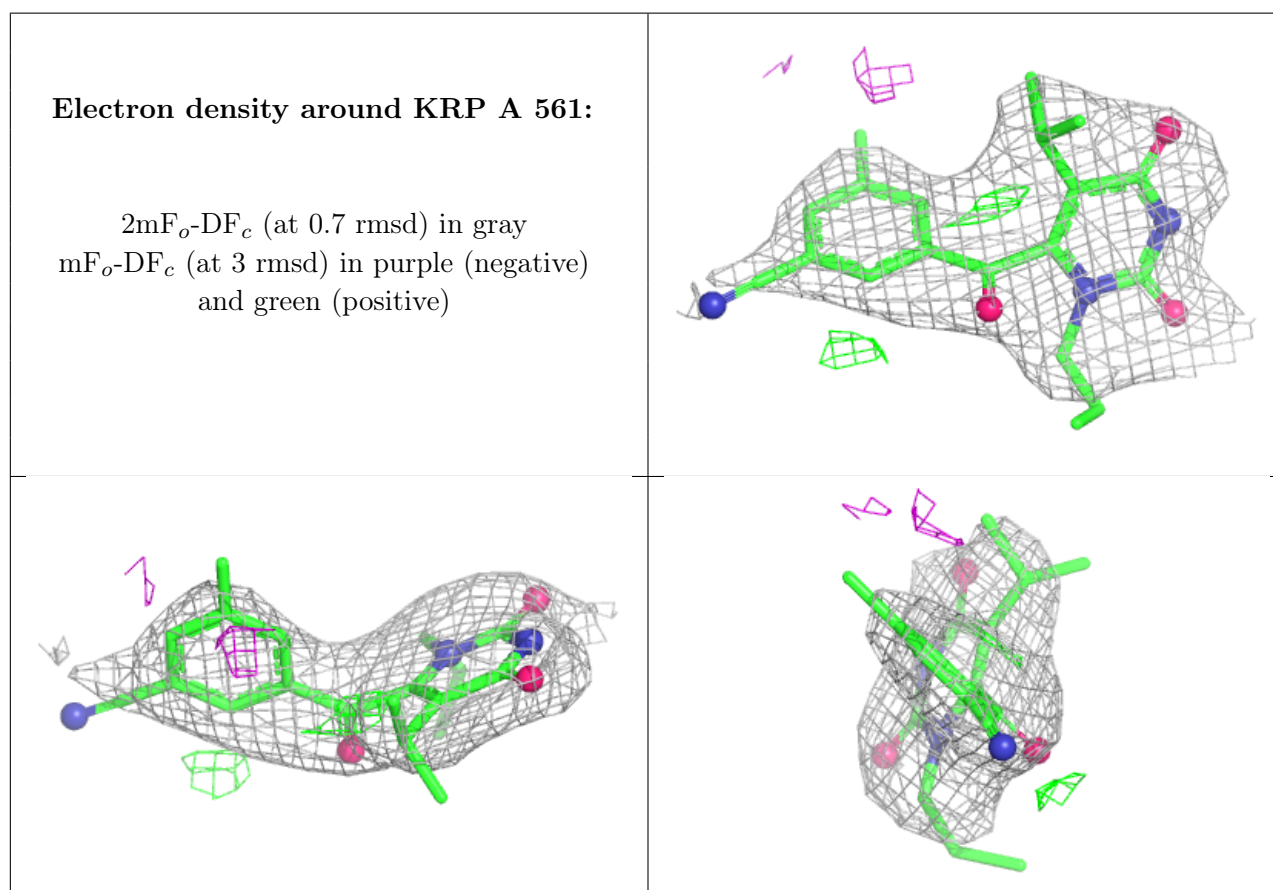 Electron density around KRP A 561:
2mFo-DFc (at 0.7 rmsd) in gray
mFo-DFc (at 3 rmsd) in purple (negative)
and green (positive)